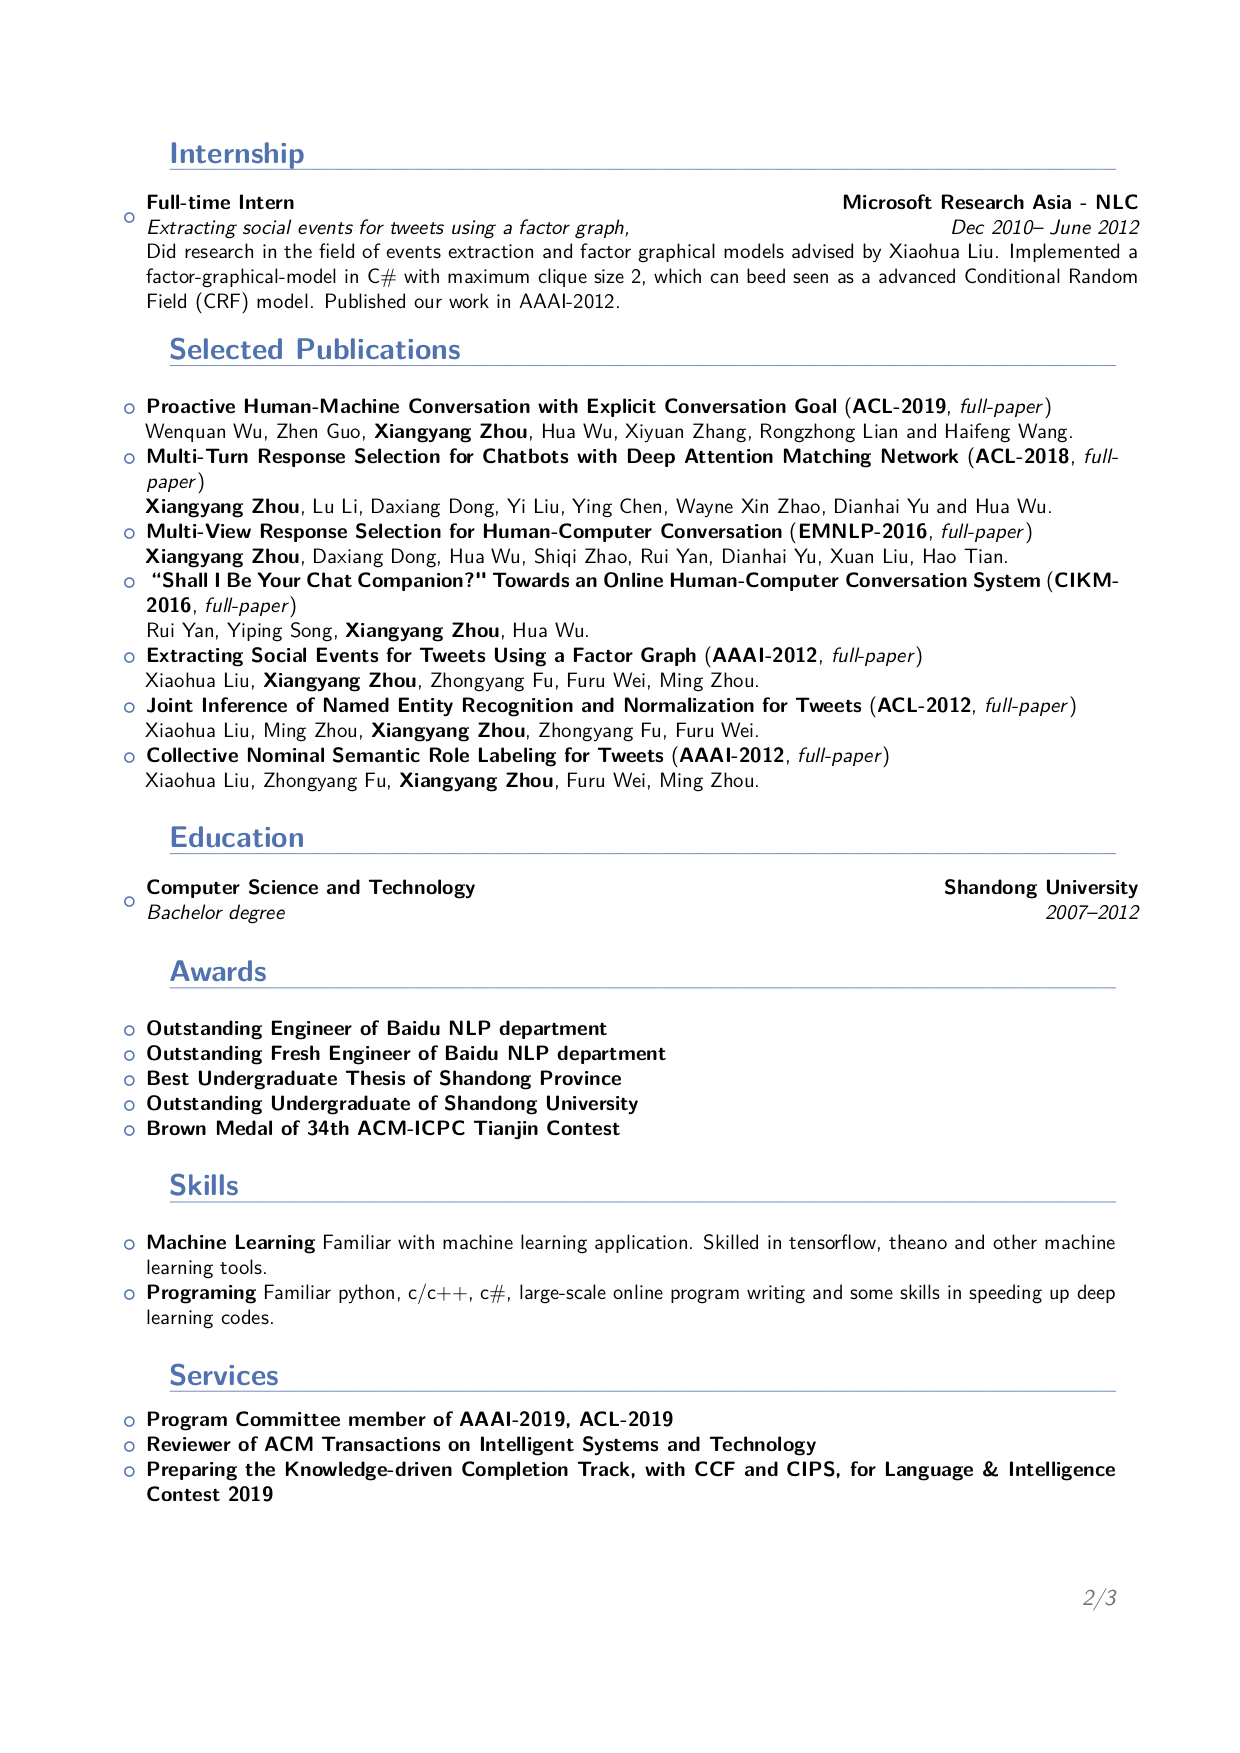 Internship
Full-time Intern Microsoft Research Asia - NLC
Extracting social events for tweets using a factor graph, Dec 2010– June 2012
Did research in the field of events extraction and factor graphical models advised by Xiaohua Liu. Implemented a
factor-graphical-model in C# with maximum clique size 2, which can beed seen as a advanced Conditional Random
Field (CRF) model. Published our work in AAAI-2012.
Selected Publications
Proactive Human-Machine Conversation with Explicit Conversation Goal (ACL-2019, full-paper)
Wenquan Wu, Zhen Guo, Xiangyang Zhou, Hua Wu, Xiyuan Zhang, Rongzhong Lian and Haifeng Wang.
Multi-Turn Response Selection for Chatbots with Deep Attention Matching Network (ACL-2018, full-
paper)
Xiangyang Zhou, Lu Li, Daxiang Dong, Yi Liu, Ying Chen, Wayne Xin Zhao, Dianhai Yu and Hua Wu.
Multi-View Response Selection for Human-Computer Conversation (EMNLP-2016, full-paper)
Xiangyang Zhou, Daxiang Dong, Hua Wu, Shiqi Zhao, Rui Yan, Dianhai Yu, Xuan Liu, Hao Tian.
“Shall I Be Your Chat Companion?" Towards an Online Human-Computer Conversation System (CIKM-
2016, full-paper)
Rui Yan, Yiping Song, Xiangyang Zhou, Hua Wu.
Extracting Social Events for Tweets Using a Factor Graph (AAAI-2012, full-paper)
Xiaohua Liu, Xiangyang Zhou, Zhongyang Fu, Furu Wei, Ming Zhou.
Joint Inference of Named Entity Recognition and Normalization for Tweets (ACL-2012, full-paper)
Xiaohua Liu, Ming Zhou, Xiangyang Zhou, Zhongyang Fu, Furu Wei.
Collective Nominal Semantic Role Labeling for Tweets (AAAI-2012, full-paper)
Xiaohua Liu, Zhongyang Fu, Xiangyang Zhou, Furu Wei, Ming Zhou.
Education
Computer Science and Technology Shandong University
Bachelor degree 2007–2012
Awards
Outstanding Engineer of Baidu NLP department
Outstanding Fresh Engineer of Baidu NLP department
Best Undergraduate Thesis of Shandong Province
Outstanding Undergraduate of Shandong University
Brown Medal of 34th ACM-ICPC Tianjin Contest
Skills
Machine Learning Familiar with machine learning application. Skilled in tensorflow, theano and other machine
learning tools.
Programing Familiar python, c/c++, c#, large-scale online program writing and some skills in speeding up deep
learning codes.
Services
Program Committee member of AAAI-2019, ACL-2019
Reviewer of ACM Transactions on Intelligent Systems and Technology
Preparing the Knowledge-driven Completion Track, with CCF and CIPS, for Language & Intelligence
Contest 2019
2/3